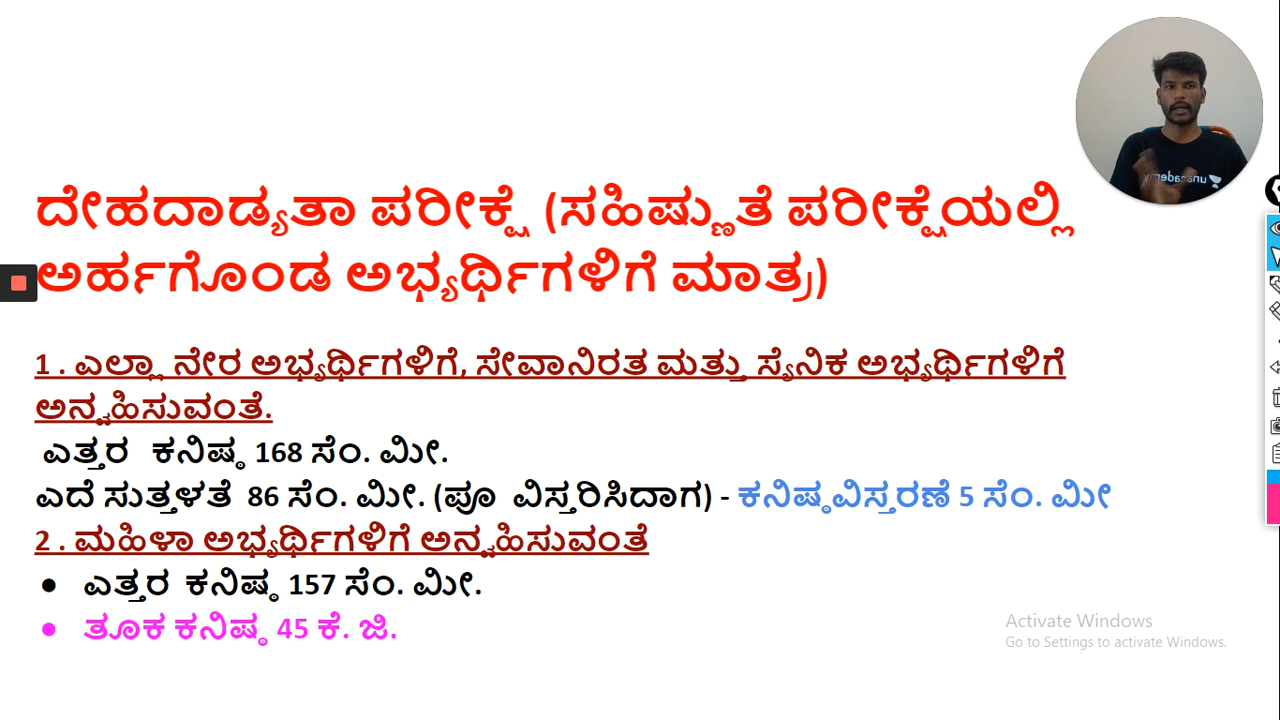 ದೇಹದಾಡ್ಯತಾ ಪರೀಕ್ಷೆ (ಸಹಿಷ್ಣುತೆ ಪರೀಕ್ಷೆಯಲ್ಲಿ
ಅರ್ಹಗೊಂಡ ಅಭ್ಯರ್ಥಿಗಳಿಗೆ ಮಾತ್ರ)
1 . ಎಲ್ಲಾ ನೇರ ಅಭ್ಯರ್ಥಿಗಳಿಗೆ, ಸೇವಾನಿರತ ಮತ್ತು ಸೈನಿಕ ಅಭ್ಯರ್ಥಿಗಳಿಗೆ
ಅನ್ವಹಿಸುವಂತೆ.
ಎತ್ತರ ಕನಿಷ್ಠ 168 ಸೆಂ. ಮೀ.
ಎದೆ ಸುತ್ತಳತೆ 86 ಸೆಂ. ಮೀ. (ಪೂ ವಿಸ್ತರಿಸಿದಾಗ) - ಕನಿಷ್ಠವಿಸ್ತರಣೆ 5 ಸೆಂ. ಮೀ
2 . ಮಹಿಳಾ ಅಭ್ಯರ್ಥಿಗಳಿಗೆ ಅನ್ವಹಿಸುವಂತೆ
● ಎತ್ತರ ಕನಿಷ್ಠ 157 ಸೆಂ. ಮೀ.
● ತೂಕ ಕನಿಷ್ಠ 45 ಕೆ. ಜಿ.
Activate Windows
Go to Settings to activate Windows.